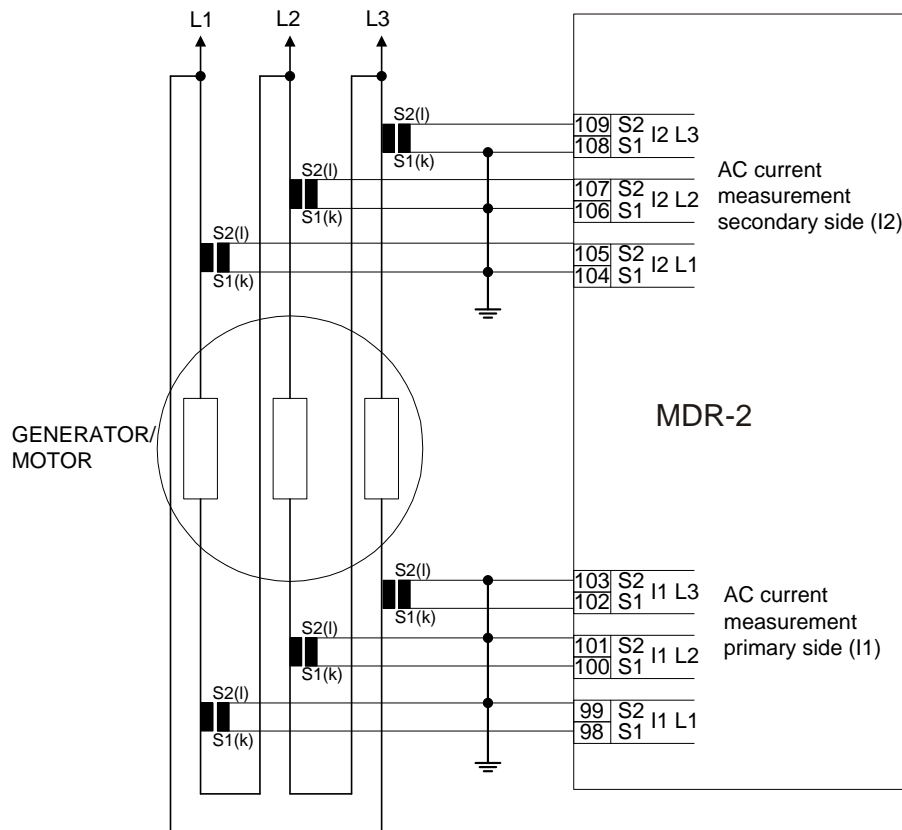 L1 L2 L3
S2(l)
S1(k)
109 S2 I2 L3
108 S1
S2(l)
S1(k)
107 S2 I2 L2
106 S1
AC current
measurement
secondary side (I2)
S2(l)
S1(k)
105 S2 I2 L1
104 S1
MDR-2
GENERATOR/
MOTOR
S2(l)
S1(k)
103 S2 I1 L3
102 S1
AC current
measurement
primary side (I1)
S2(l)
S1(k)
101 S2 I1 L2
100 S1
S2(l)
S1(k)
99 S2 I1 L1
98 S1